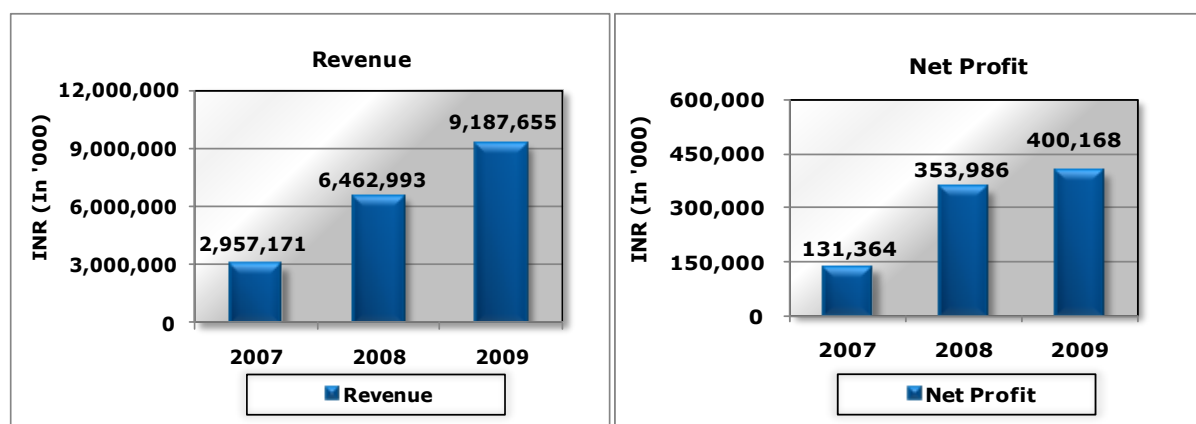 Revenue
INR (In '000)
12,000,000
9,000,000
6,000,000
3,000,000
0
2,957,171
6,462,993
9,187,655
2007 2008 2009
Revenue
Net Profit
INR (In '000)
600,000
450,000
300,000
150,000
0
131,364
353,986
400,168
2007 2008 2009
Net Profit